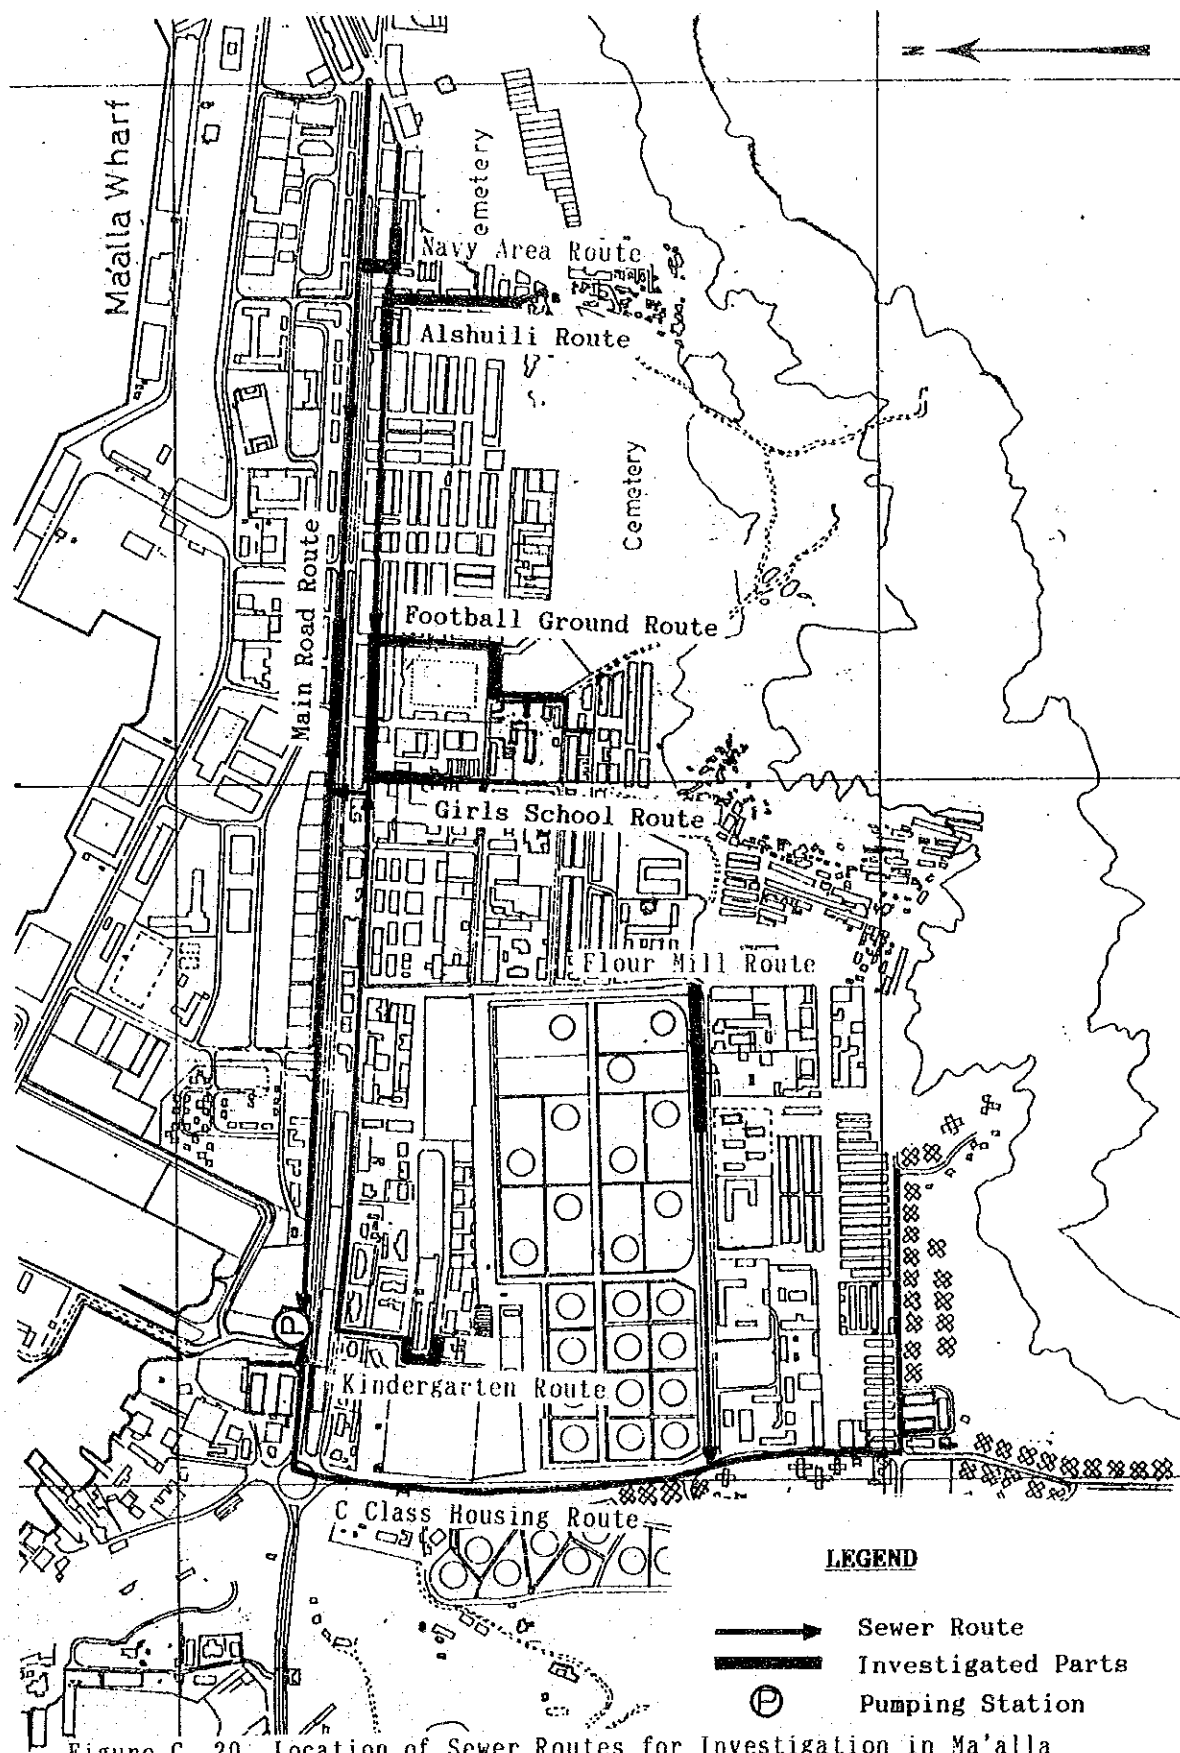 N
Ma'alla Wharf
emetery
Navy Area Route
Alshuili Route
Cemetery
Main Road Route
Football Ground Route
Girls School Route
Flour Mill Route
P
Kindergarten Route
C Class Housing Route
LEGEND
Sewer Route
Investigated Parts
P Pumping Station
Figure C. 20 Location of Sewer Routes for Investigation in Ma'alla